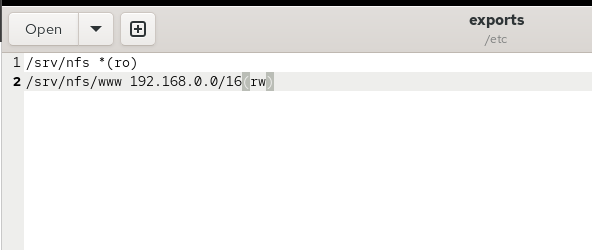 Open
exports
/etc
1 /srv/nfs *(ro)
2 /srv/nfs/www 192.168.0.0/16(rw)